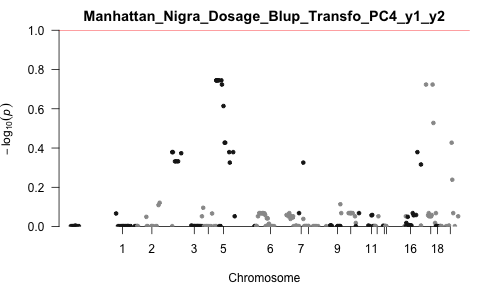 Manhattan_Nigra_Dosage_Blup_Transfo_PC4_y1_y2
1.0
0.8
0.6
0.4
0.2
0.0
− log10(p)
1 2 3 5 6 7 9 11 16 18
Chromosome